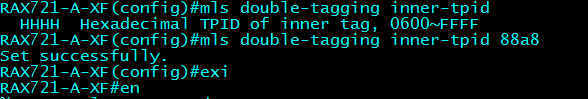 RAX721-A-XF(config)#mls double-tagging inner-tpid
HHHH Hexadecimal TPID of inner tag, 0600~FFFF
RAX721-A-XF(config)#mls double-tagging inner-tpid 88a8
Set successfully.
RAX721-A-XF(config)#exi
RAX721-A-XF#en